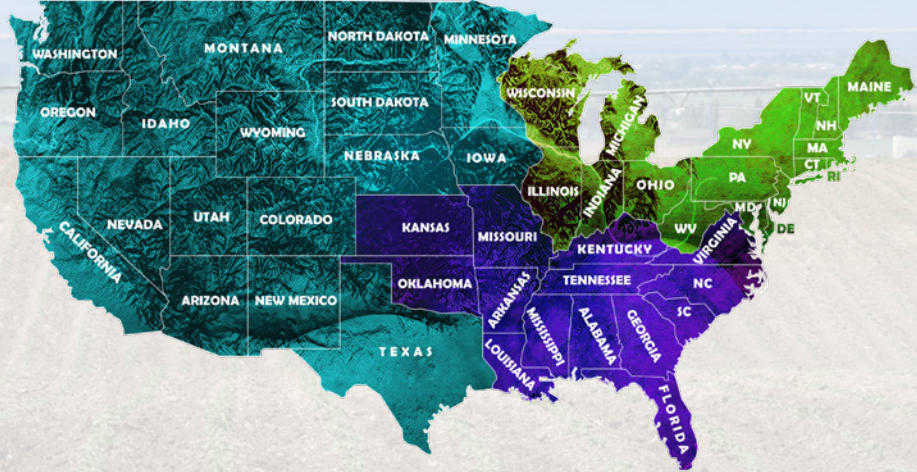 WASHINGTON
MONTANA
NORTH DAKOTA
MINNESOTA
OREGON
IDAHO
SOUTH DAKOTA
WISCONSIN
MICHIGAN
VT
MAINE
WYOMING
NH
NEBRASKA
IOWA
NY
MA
CT
RI
PA
ILLINOIS
INDIANA
OHIO
MD
NJ
DE
CALIFORNIA
NEVADA
UTAH
COLORADO
KANSAS
MISSOURI
WV
VIRGINIA
KENTUCKY
ARIZONA
NEW MEXICO
OKLAHOMA
ARKANSAS
TENNESSEE
NC
SC
TEXAS
LOUISIANA
MISSISSIPPI
ALABAMA
GEORGIA
FLORIDA